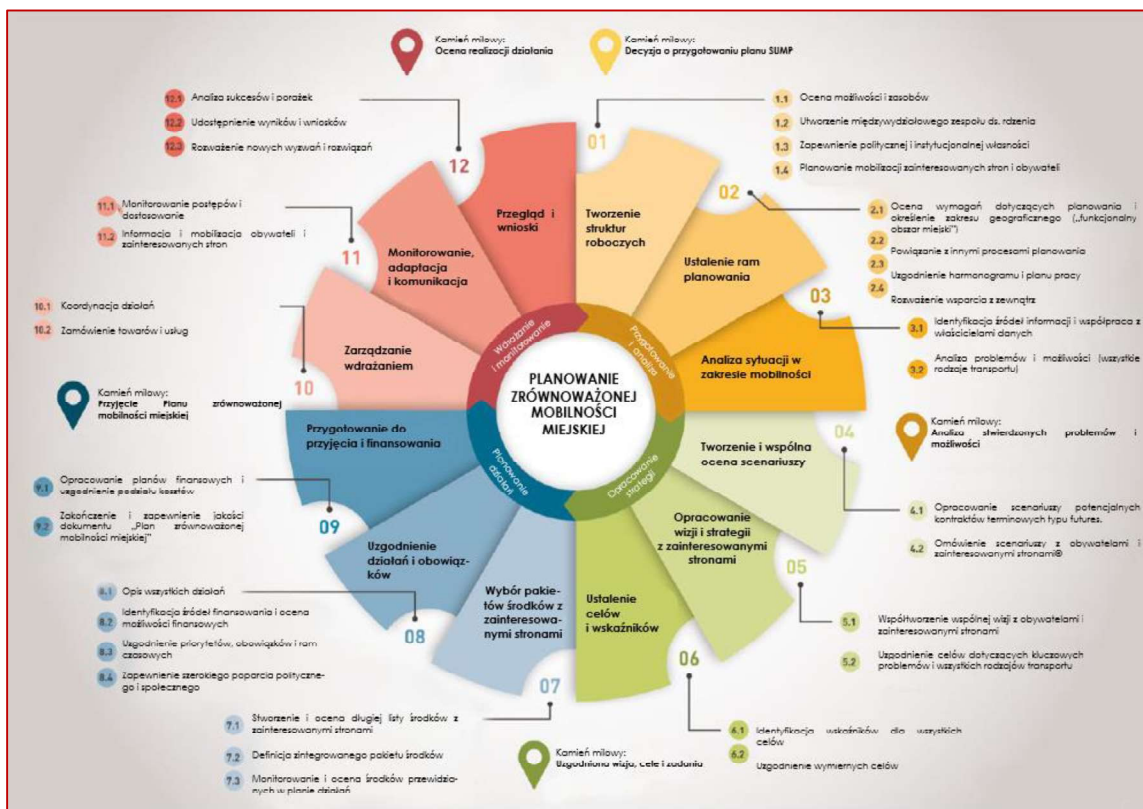 Kamień milowy:
Ocena realizacji działania
Kamień milowy:
Decyzja o przygotowaniu planu SUMP
12.1 Analiza sukcesów i porażek
12.2 Udostępnienie wyników i wniosków
12.3 Rozważenie nowych wyzwań i rozwiązań
1.1 Ocena możliwości i zasobów
1.2 Utworzenie międzywydziałowego zespołu ds. rdzenia
1.3 Zapewnienie politycznej i instytucjonalnej własności
1.4 Planowanie mobilizacji zainteresowanych stron i obywateli
11.1 Monitorowanie postępów i
dostosowanie
11.2 Informacja i mobilizacja obywateli i
zainteresowanych stron
2.1 Ocena wymagań dotyczących planowania i
określenie zakresu geograficznego („funkcjonalny
obszar miejski”)
2.2
Powiązanie z innymi procesami planowania
2.3
Uzgodnienie harmonogramu i planu pracy
2.4
Rozważenie wsparcia z zewnątrz
10.1 Koordynacja działań
10.2 Zamówienie towarów i usług
3.1 Identyfikacja źródeł informacji i współpraca z
właścicielami danych
3.2 Analiza problemów i możliwości (wszystkie
rodzaje transportu)
Kamień milowy:
Przyjęcie Planu zrównoważonej
mobilności miejskiej
Kamień milowy:
Analiza stwierdzonych problemów i
możliwości
9.1 Opracowanie planów finansowych i
uzgodnienie podziału kosztów
9.2 Zakończenie i zapewnienie jakości
dokumentu „Plan zrównoważonej
mobilności miejskiej”
4.1 Opracowanie scenariuszy potencjalnych
kontraktów terminowych typu futures.
4.2 Omówienie scenariuszy z obywatelami i
zainteresowanymi stronami®
8.1 Opis wszystkich działań
8.2 Identyfikacja źródeł finansowania i ocena
możliwości finansowych
8.3 Uzgodnienie priorytetów, obowiązków i ram
czasowych
8.4 Zapewnienie szerokiego poparcia polityczne-
go i społecznego
5.1 Współtworzenie wspólnej wizji z obywatelami i
zainteresowanymi stronami
5.2 Uzgodnienie celów dotyczących kluczowych
problemów i wszystkich rodzajów transportu
7.1 Stworzenie i ocena długiej listy środków z
zainteresowanymi stronami
7.2 Definicja zintegrowanego pakietu środków
7.3 Monitorowanie i ocena środków przewidzia-
nych w planie działań
Kamień milowy:
Uzgodniona wizja, cele i zadania
6.1 Identyfikacja wskaźników dla wszystkich
celów
6.2
Uzgodnienie wymiernych celów
01
Tworzenie
struktur
roboczych
02
Ustalenie ram
planowania
03
Analiza sytuacji w
zakresie mobilności
04
Tworzenie i wspólna
ocena scenariuszy
05
Opracowanie
wizji i strategii
z zainteresowanymi
stronami
06
Ustalenie
celów
i wskaźników
07
Wybór pakie-
tów środków z
zainteresowa-
nymi stronami
08
Uzgodnienie
działań i obowiąz-
ków
09
Przygotowanie do
przyjęcia i finansowania
10
Zarządzanie
wdrażaniem
11
Monitorowanie,
adaptacja
i komunikacja
12
Przegląd i
wnioski
Przygotowanie
i analiza
Opracowanie
strategii
Planowanie
działań
Wdrażanie
i monitorowanie
PLANOWANIE
ZRÓWNOWAŻONEJ
MOBILNOŚCI
MIEJSKIEJ